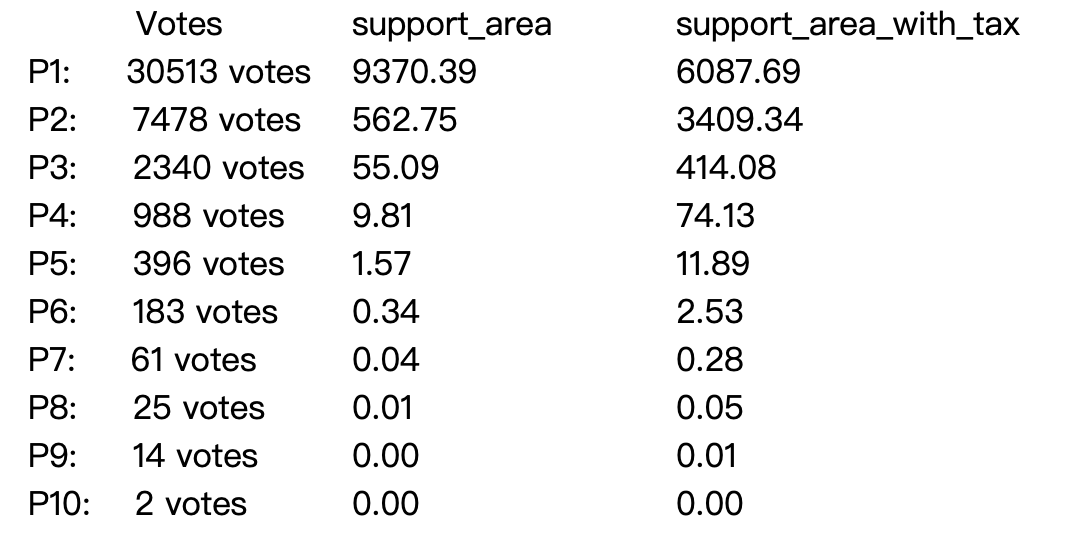 Votes support_area support_area_with_tax
P1: 30513 votes 9370.39 6087.69
P2: 7478 votes 562.75 3409.34
P3: 2340 votes 55.09 414.08
P4: 988 votes 9.81 74.13
P5: 396 votes 1.57 11.89
P6: 183 votes 0.34 2.53
P7: 61 votes 0.04 0.28
P8: 25 votes 0.01 0.05
P9: 14 votes 0.00 0.01
P10: 2 votes 0.00 0.00